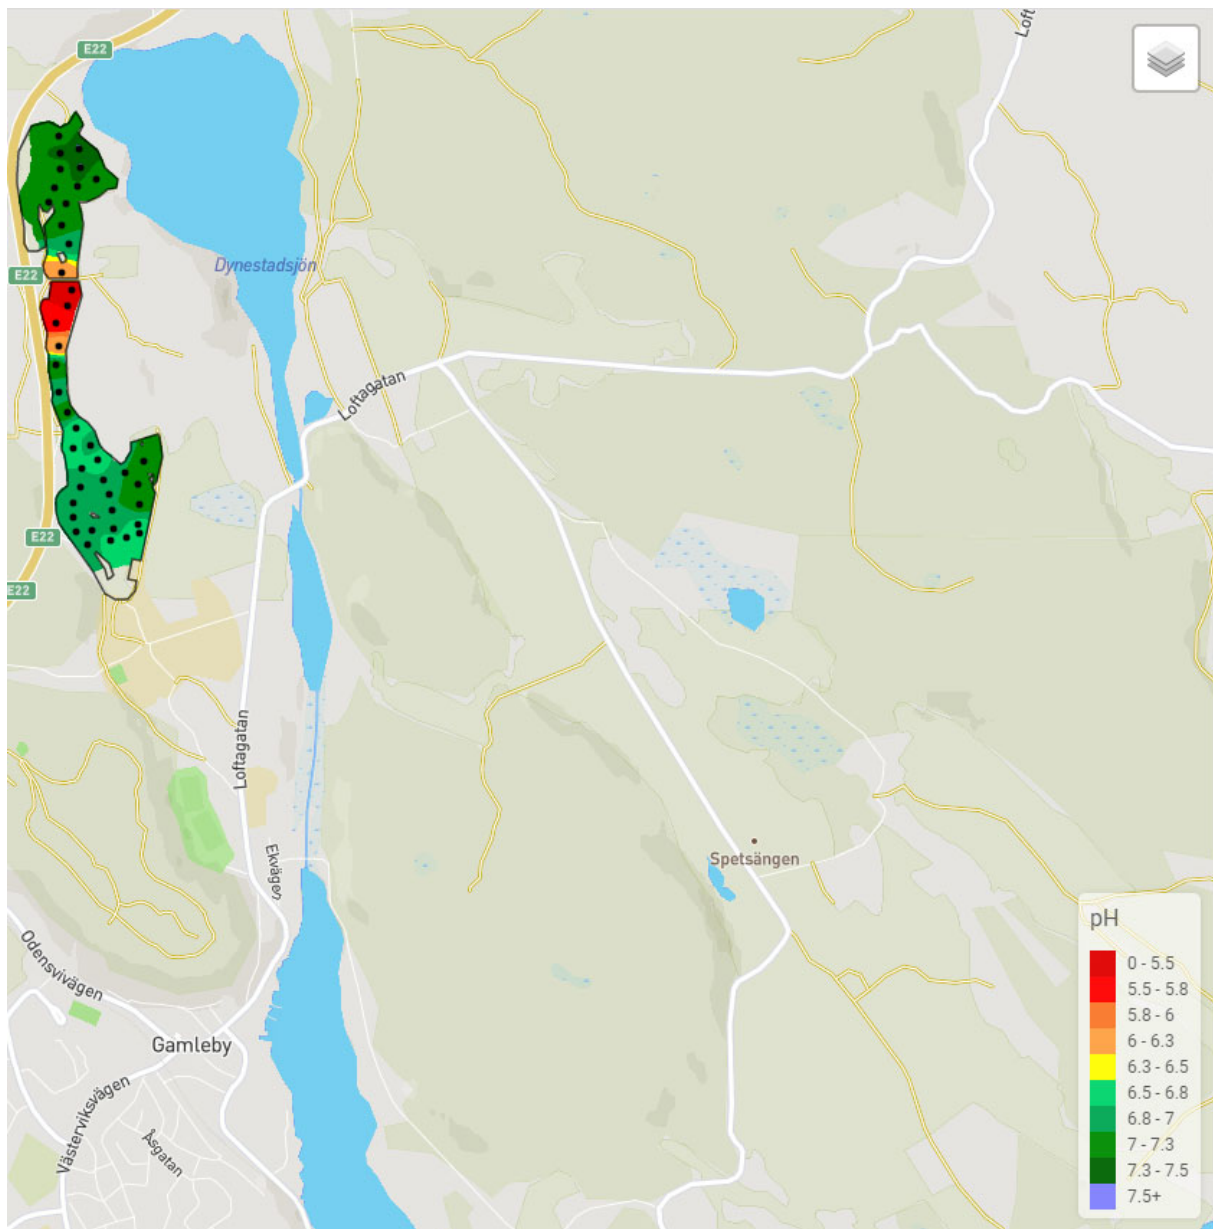 Loft
E22
Dynestadsjön
E22
Loftagatan
E22
E22
Loftagatan
Spetsängen
Ekvägen
Odensvivägen
Gamleby
Västerviksvägen
Åsgatan
Loft
pH
0 - 5.5
5.5 - 5.8
5.8 - 6
6 - 6.3
6.3 - 6.5
6.5 - 6.8
6.8 - 7
7 - 7.3
7.3 - 7.5
7.5+